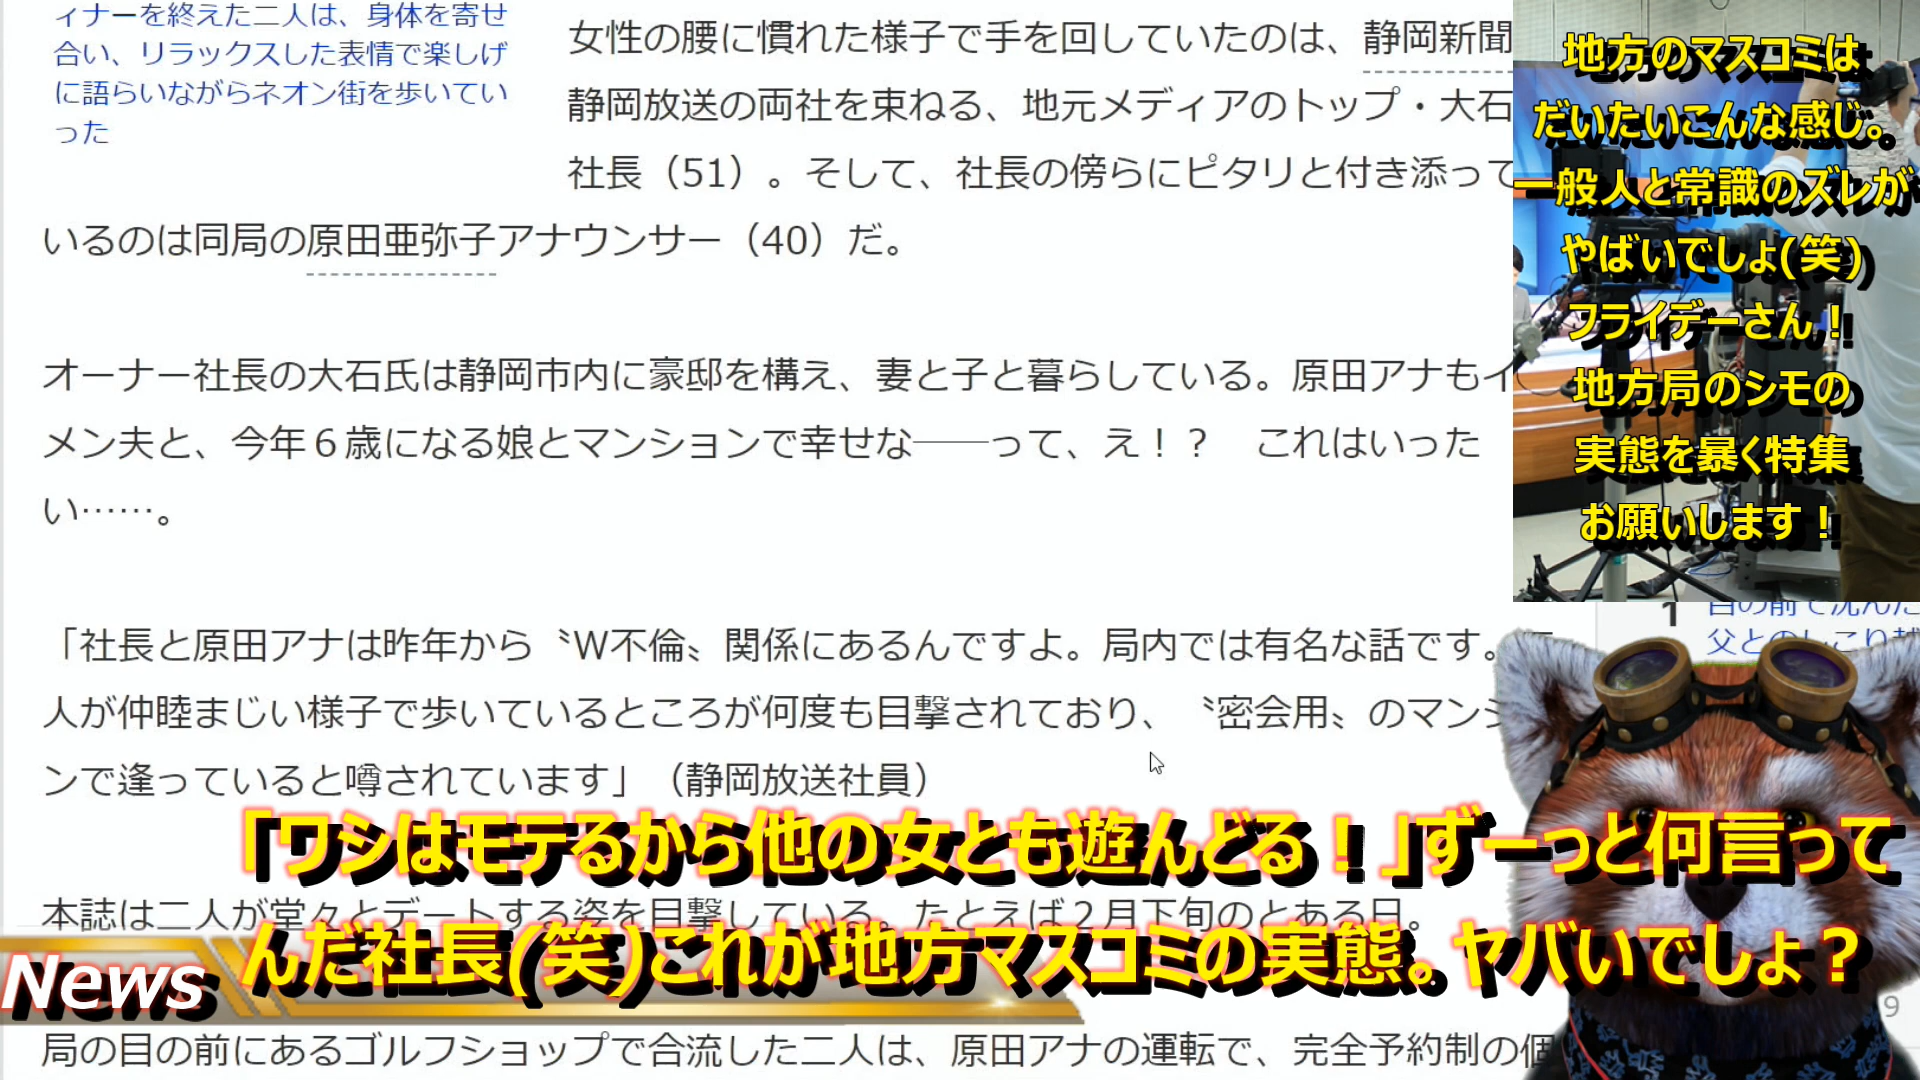 ィナーを終えた二人は、身体を寄せ
合い、リラックスした表情で楽しげ
に語らいながらネオン街を歩いてい
った
女性の腰に慣れた様子で手を回していたのは、静岡新聞
静岡放送の両社を束ねる、地元メディアのトップ・大石
社長（51）。そして、社長の傍らにピタリと付き添って
いるのは同局の原田亜弥子アナウンサー（40）だ。
オーナー社長の大石氏は静岡市内に豪邸を構え、妻と子と暮らしている。原田アナもイ
メン夫と、今年６歳になる娘とマンションで幸せな――って、え！？　これはいった
い……。
「社長と原田アナは昨年から〝W不倫〟関係にあるんですよ。局内では有名な話です。
人が仲睦まじい様子で歩いているところが何度も目撃されており、〝密会用〟のマンシ
ンで逢っていると噂されています」（静岡放送社員）
本誌は二人が堂々とデートする姿を目撃している。たとえば２月下旬のとある日。
局の目の前にあるゴルフショップで合流した二人は、原田アナの運転で、完全予約制の個
地方のマスコミは
だいたいこんな感じ。
一般人と常識のズレが
やばいでしょ(笑)
フライデーさん！
地方局のシモの
実態を暴く特集
お願いします！
1
目の前で沈んだ
父とのしこり
「ワシはモテるから他の女とも遊んどる！」ずーっと何言って
んだ社長(笑)これが地方マスコミの実態。ヤバいでしょ？
News
9